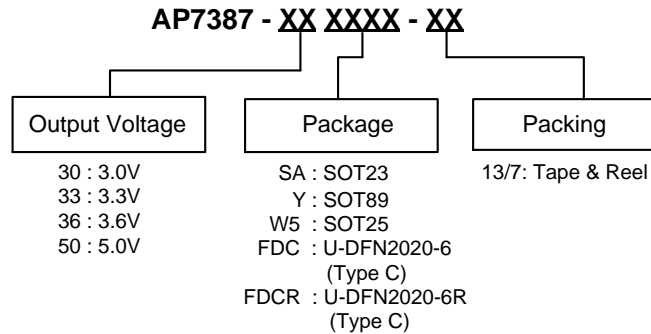 AP7387 - XX XXXX - XX
Output Voltage
30 : 3.0V
33 : 3.3V
36 : 3.6V
50 : 5.0V
Package
SA : SOT23
Y : SOT89
W5 : SOT25
FDC : U-DFN2020-6
(Type C)
FDCR : U-DFN2020-6R
(Type C)
Packing
13/7: Tape & Reel